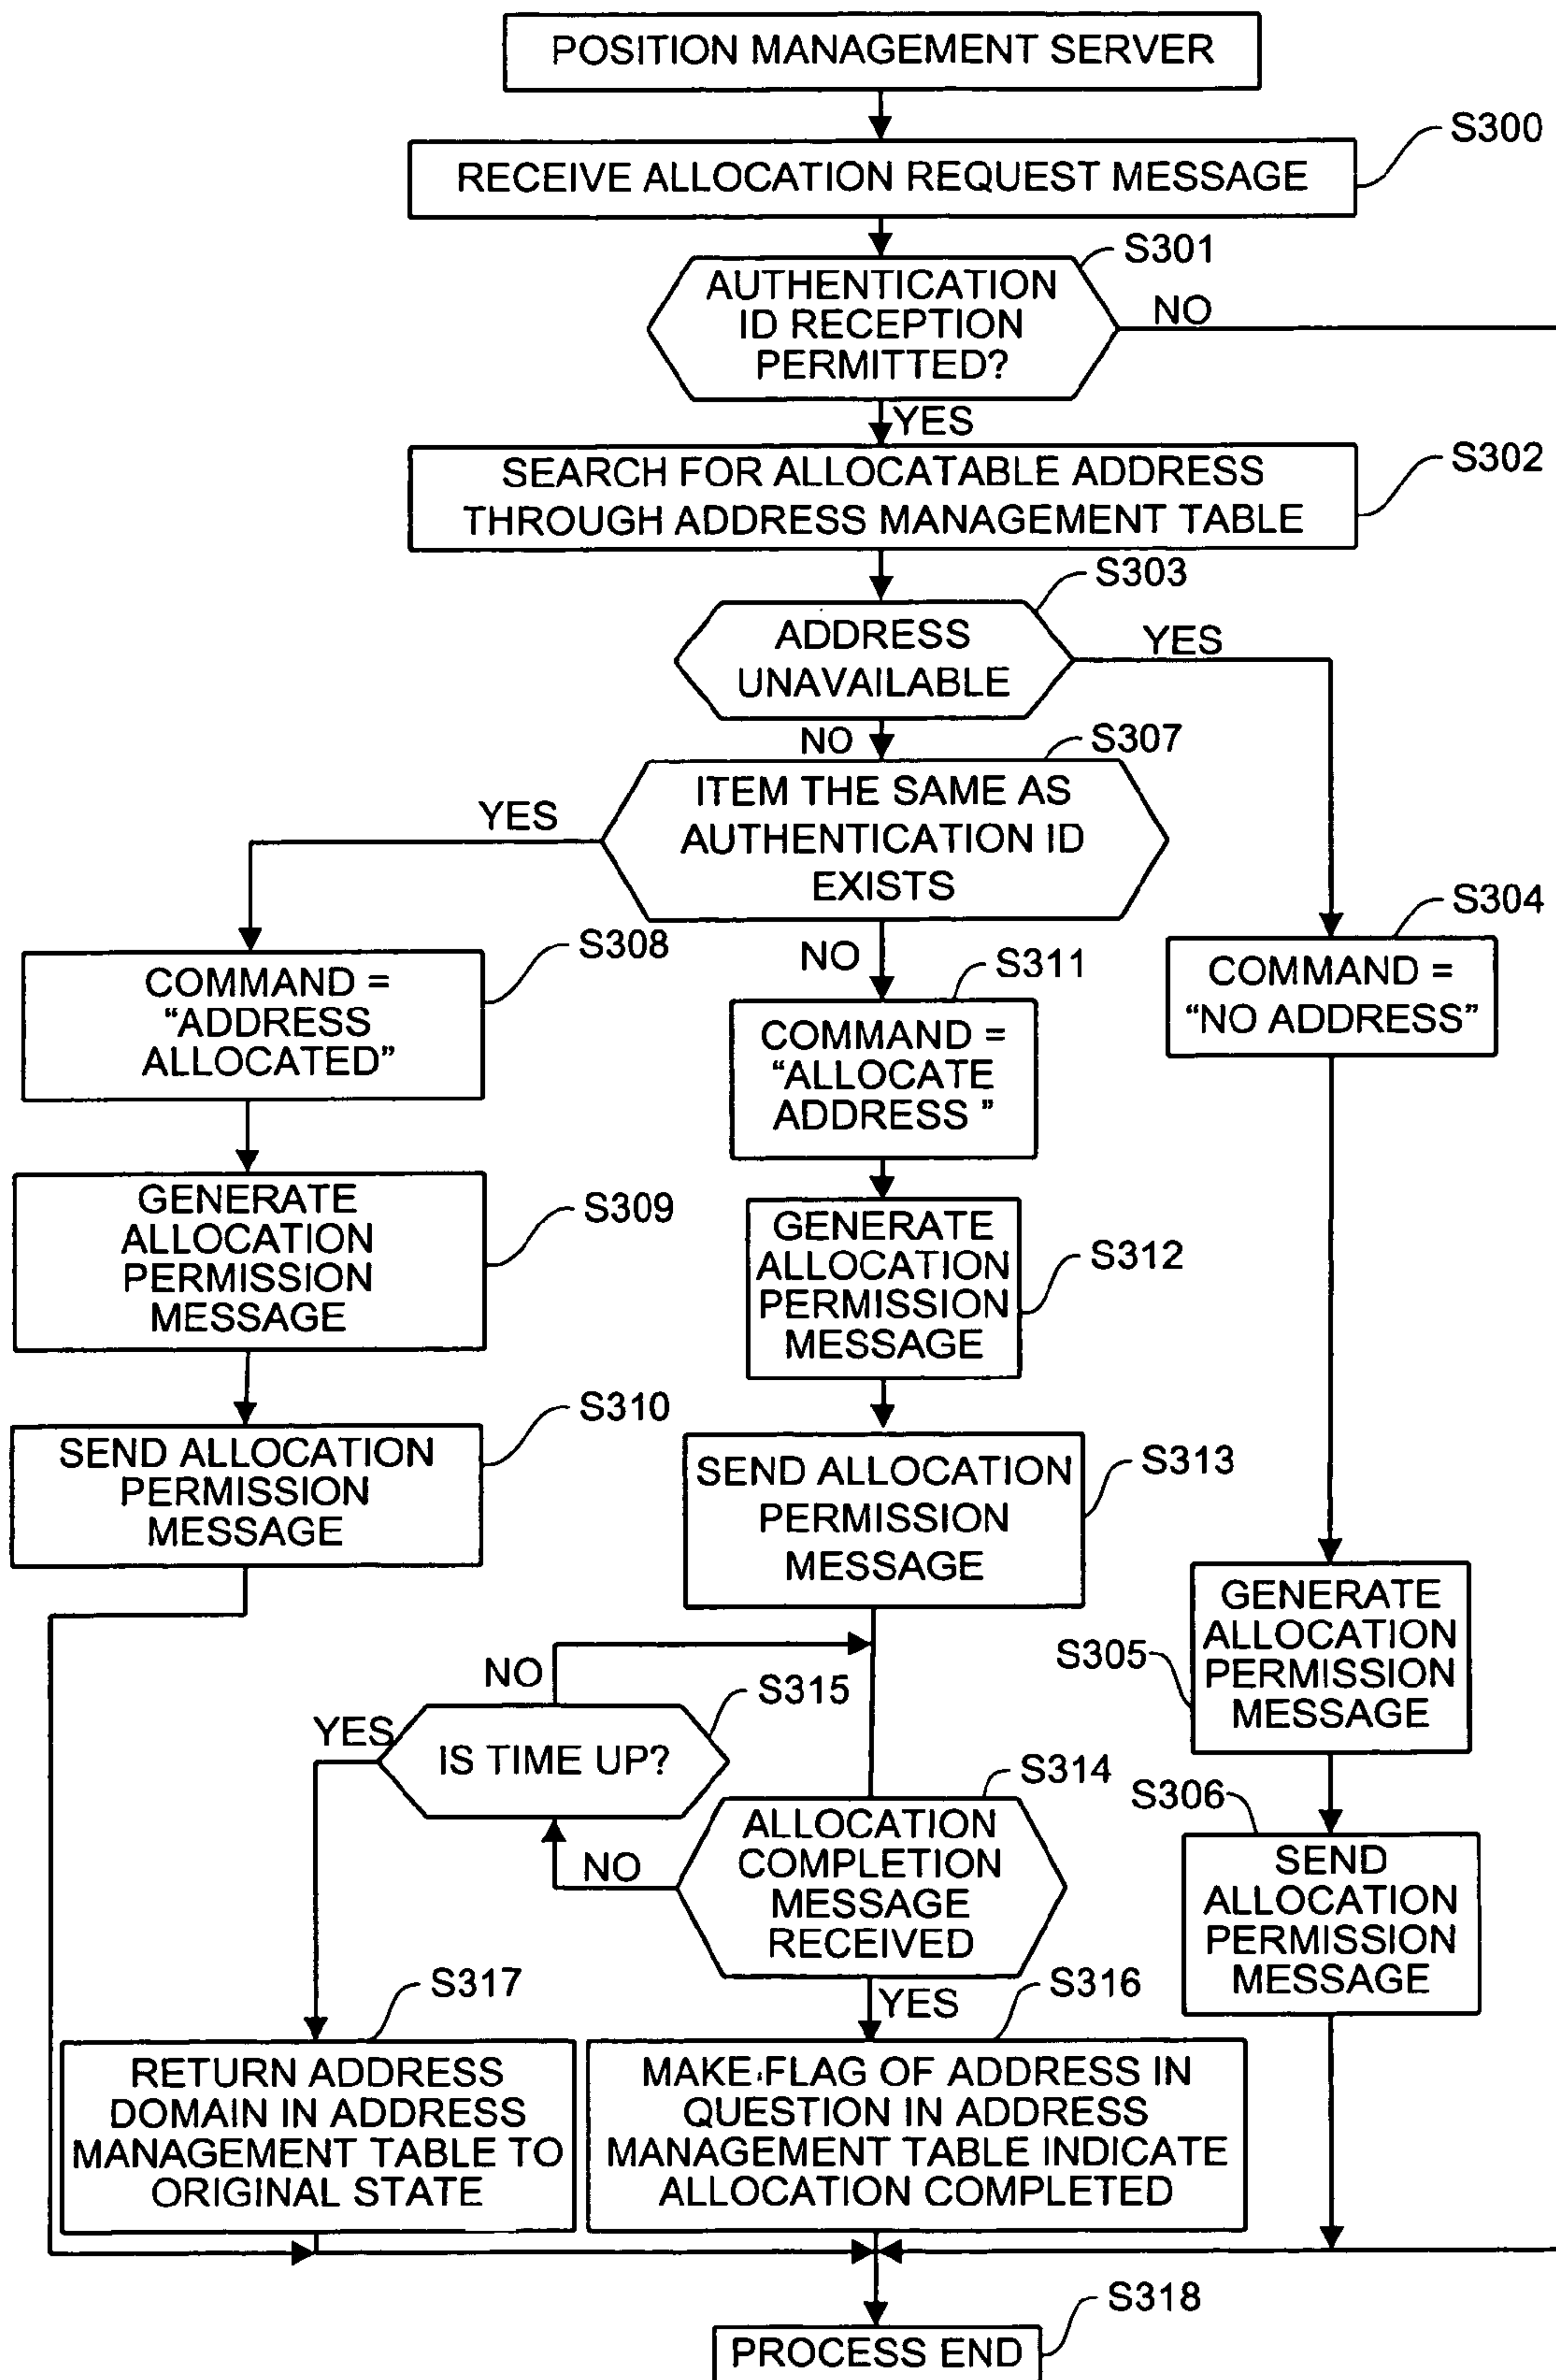 POSITION MANAGEMENT SERVER
S300
RECEIVE ALLOCATION REQUEST MESSAGE
S301
AUTHENTICATION
ID RECEPTION
PERMITTED?
NO
YES
S302
SEARCH FOR ALLOCATABLE ADDRESS
THROUGH ADDRESS MANAGEMENT TABLE
S303
ADDRESS
UNAVAILABLE
YES
NO
S307
ITEM THE SAME AS
AUTHENTICATION ID
EXISTS
YES
NO
S304
COMMAND =
“NO ADDRESS”
S308
COMMAND =
“ADDRESS
ALLOCATED”
S311
COMMAND =
“ALLOCATE
ADDRESS ”
S309
GENERATE
ALLOCATION
PERMISSION
MESSAGE
S312
GENERATE
ALLOCATION
PERMISSION
MESSAGE
S310
SEND ALLOCATION
PERMISSION
MESSAGE
S313
SEND ALLOCATION
PERMISSION
MESSAGE
S305
GENERATE
ALLOCATION
PERMISSION
MESSAGE
NO
S315
YES
IS TIME UP?
S314
ALLOCATION
COMPLETION
MESSAGE
RECEIVED
NO
YES
S306
SEND
ALLOCATION
PERMISSION
MESSAGE
S317
RETURN ADDRESS
DOMAIN IN ADDRESS
MANAGEMENT TABLE TO
ORIGINAL STATE
S316
MAKE FLAG OF ADDRESS IN
QUESTION IN ADDRESS
MANAGEMENT TABLE INDICATE
ALLOCATION COMPLETED
S318
PROCESS END